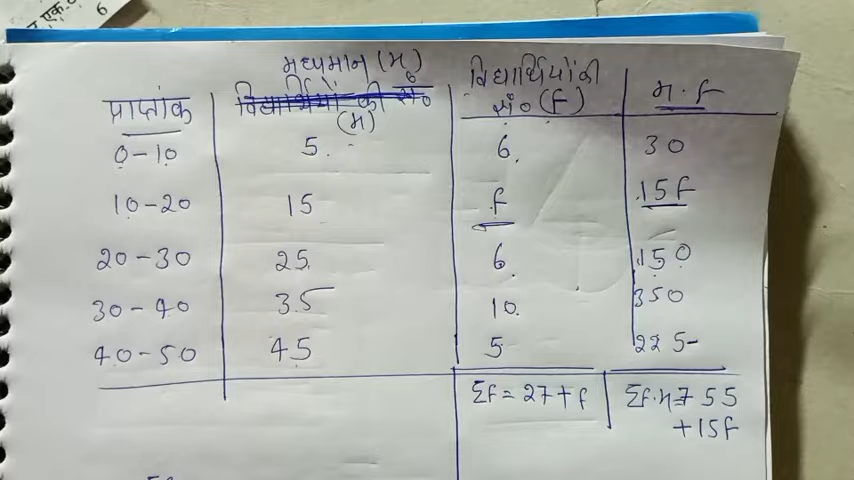 6
मध्यमान (म)
प्राप्तांक विद्यार्थियों की सं० (म) विद्यार्थियों की सं० (f) म.f
0-10 5 6 30
10-20 15 f 15f
20-30 25 6 150
30-40 35 10 350
40-50 45 5 225
Σf = 27+f Σf.म = 755
+15f